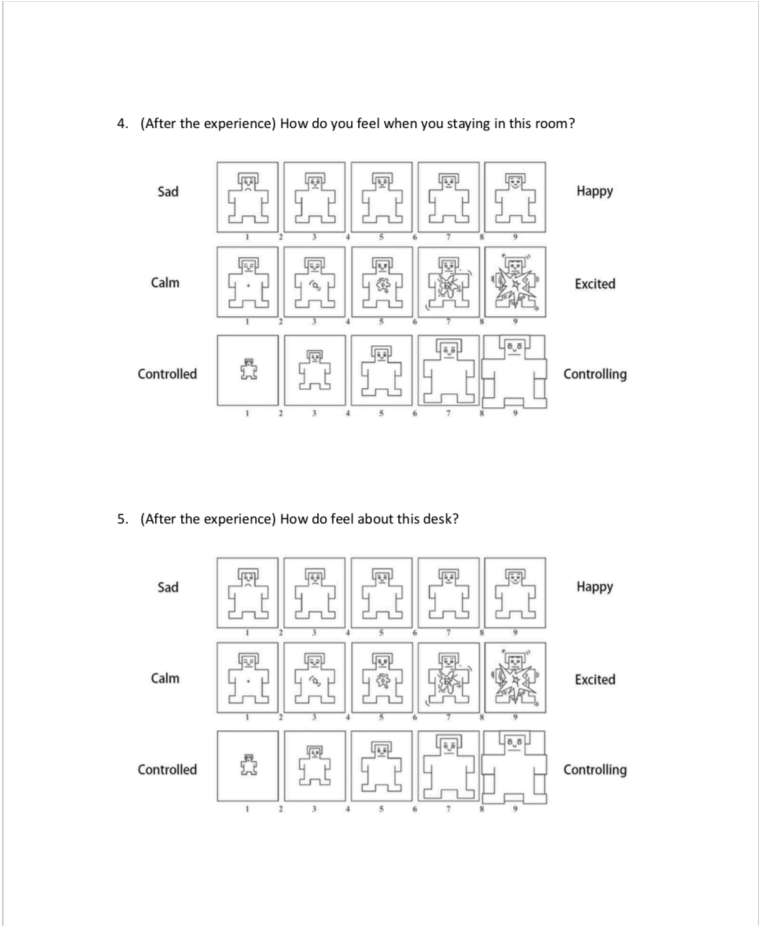 4. (After the experience) How do you feel when you staying in this room?
Sad Happy
1 2 3 4 5 6 7 8 9
Calm Excited
1 2 3 4 5 6 7 8 9
Controlled Controlling
1 2 3 4 5 6 7 8 9
5. (After the experience) How do feel about this desk?
Sad Happy
1 2 3 4 5 6 7 8 9
Calm Excited
1 2 3 4 5 6 7 8 9
Controlled Controlling
1 2 3 4 5 6 7 8 9